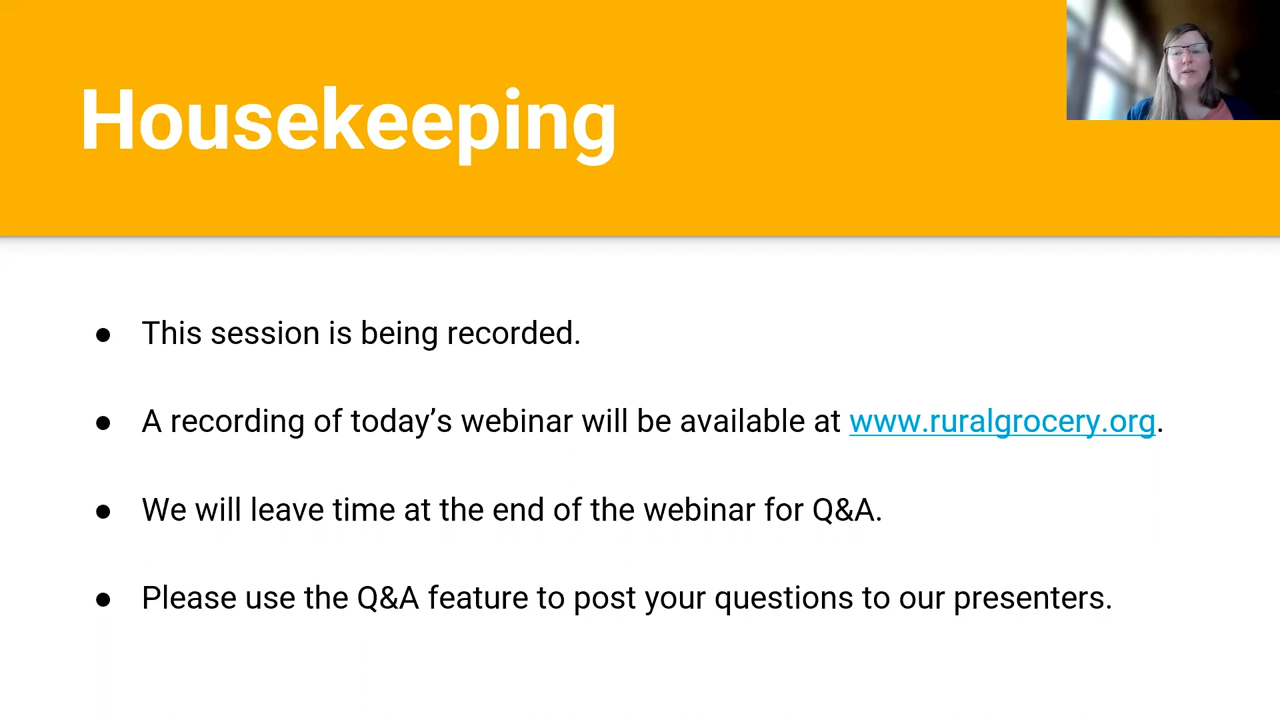 Housekeeping
● This session is being recorded.
● A recording of today’s webinar will be available at www.ruralgrocery.org.
● We will leave time at the end of the webinar for Q&A.
● Please use the Q&A feature to post your questions to our presenters.